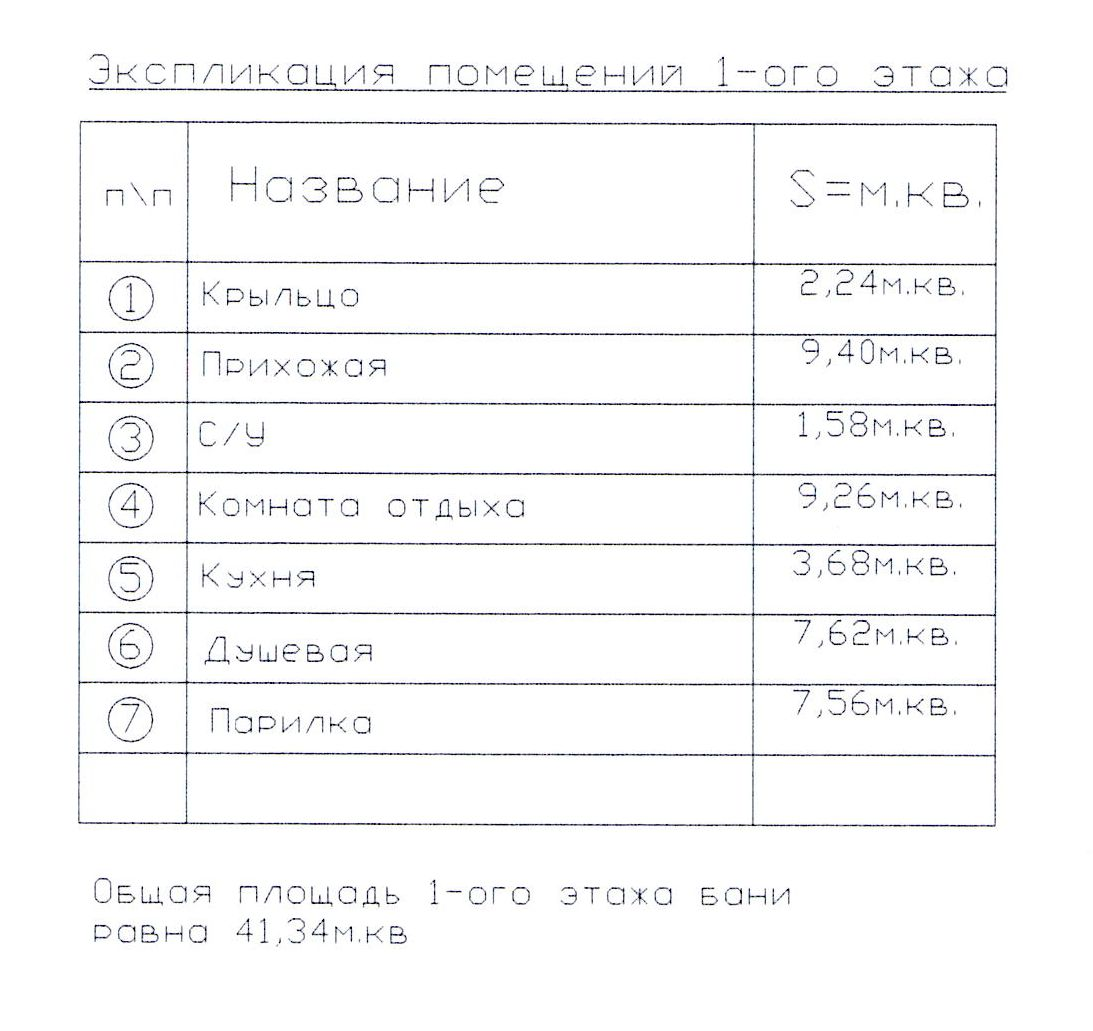 Экспликация помещений 1-ого этажа
п\п Название S=м.кв.
1 Крыльцо 2,24м.кв.
2 Прихожая 9,40м.кв.
3 С/У 1,58м.кв.
4 Комната отдыха 9,26м.кв.
5 Кухня 3,68м.кв.
6 Душевая 7,62м.кв.
7 Парилка 7,56м.кв.
Общая площадь 1-ого этажа бани
равна 41,34м.кв